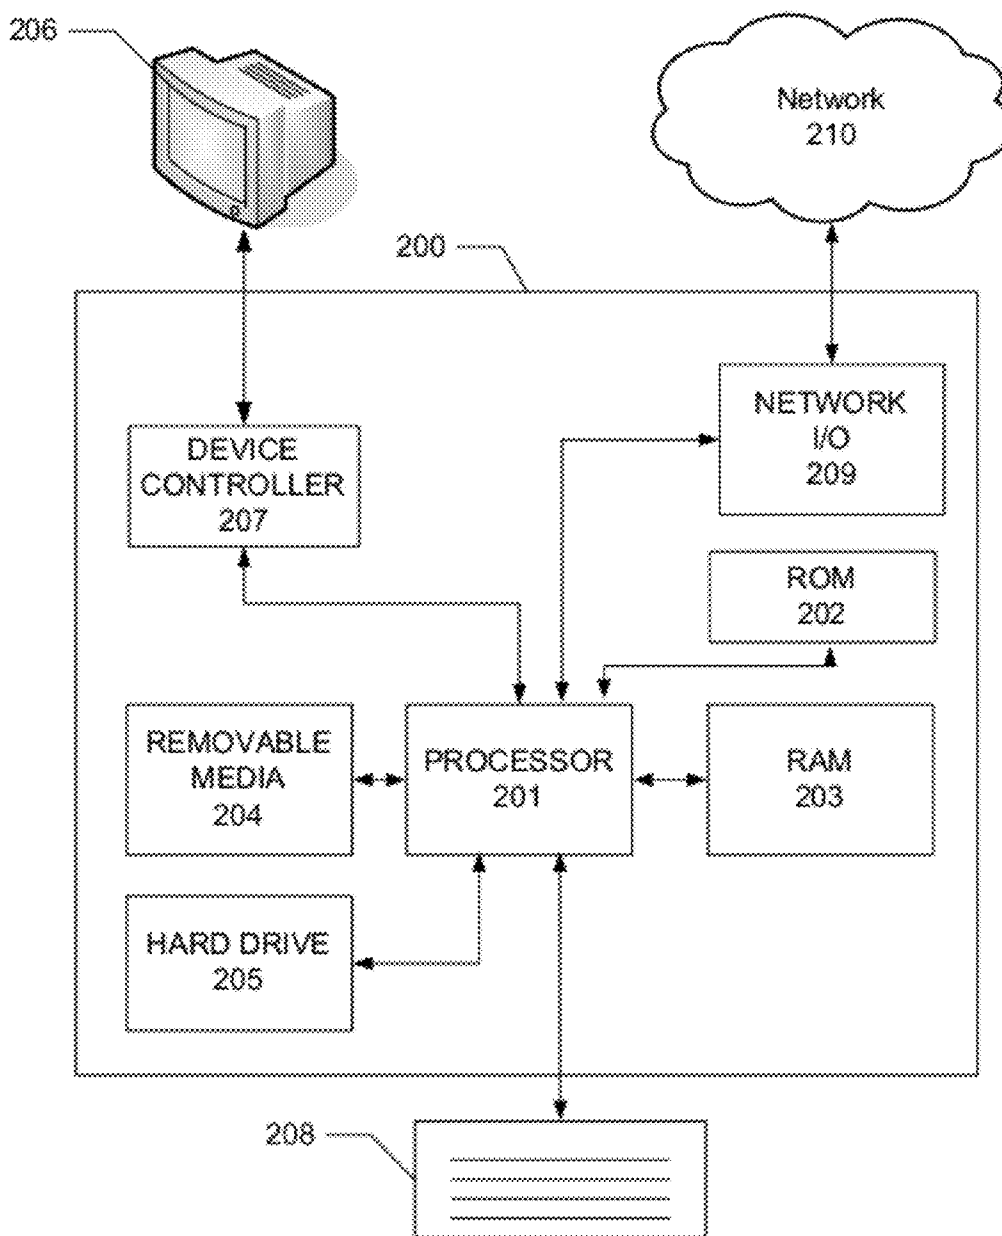 206
Network
210
200
DEVICE
CONTROLLER
207
NETWORK
I/O
209
ROM
202
REMOVABLE
MEDIA
204
PROCESSOR
201
RAM
203
HARD DRIVE
205
208